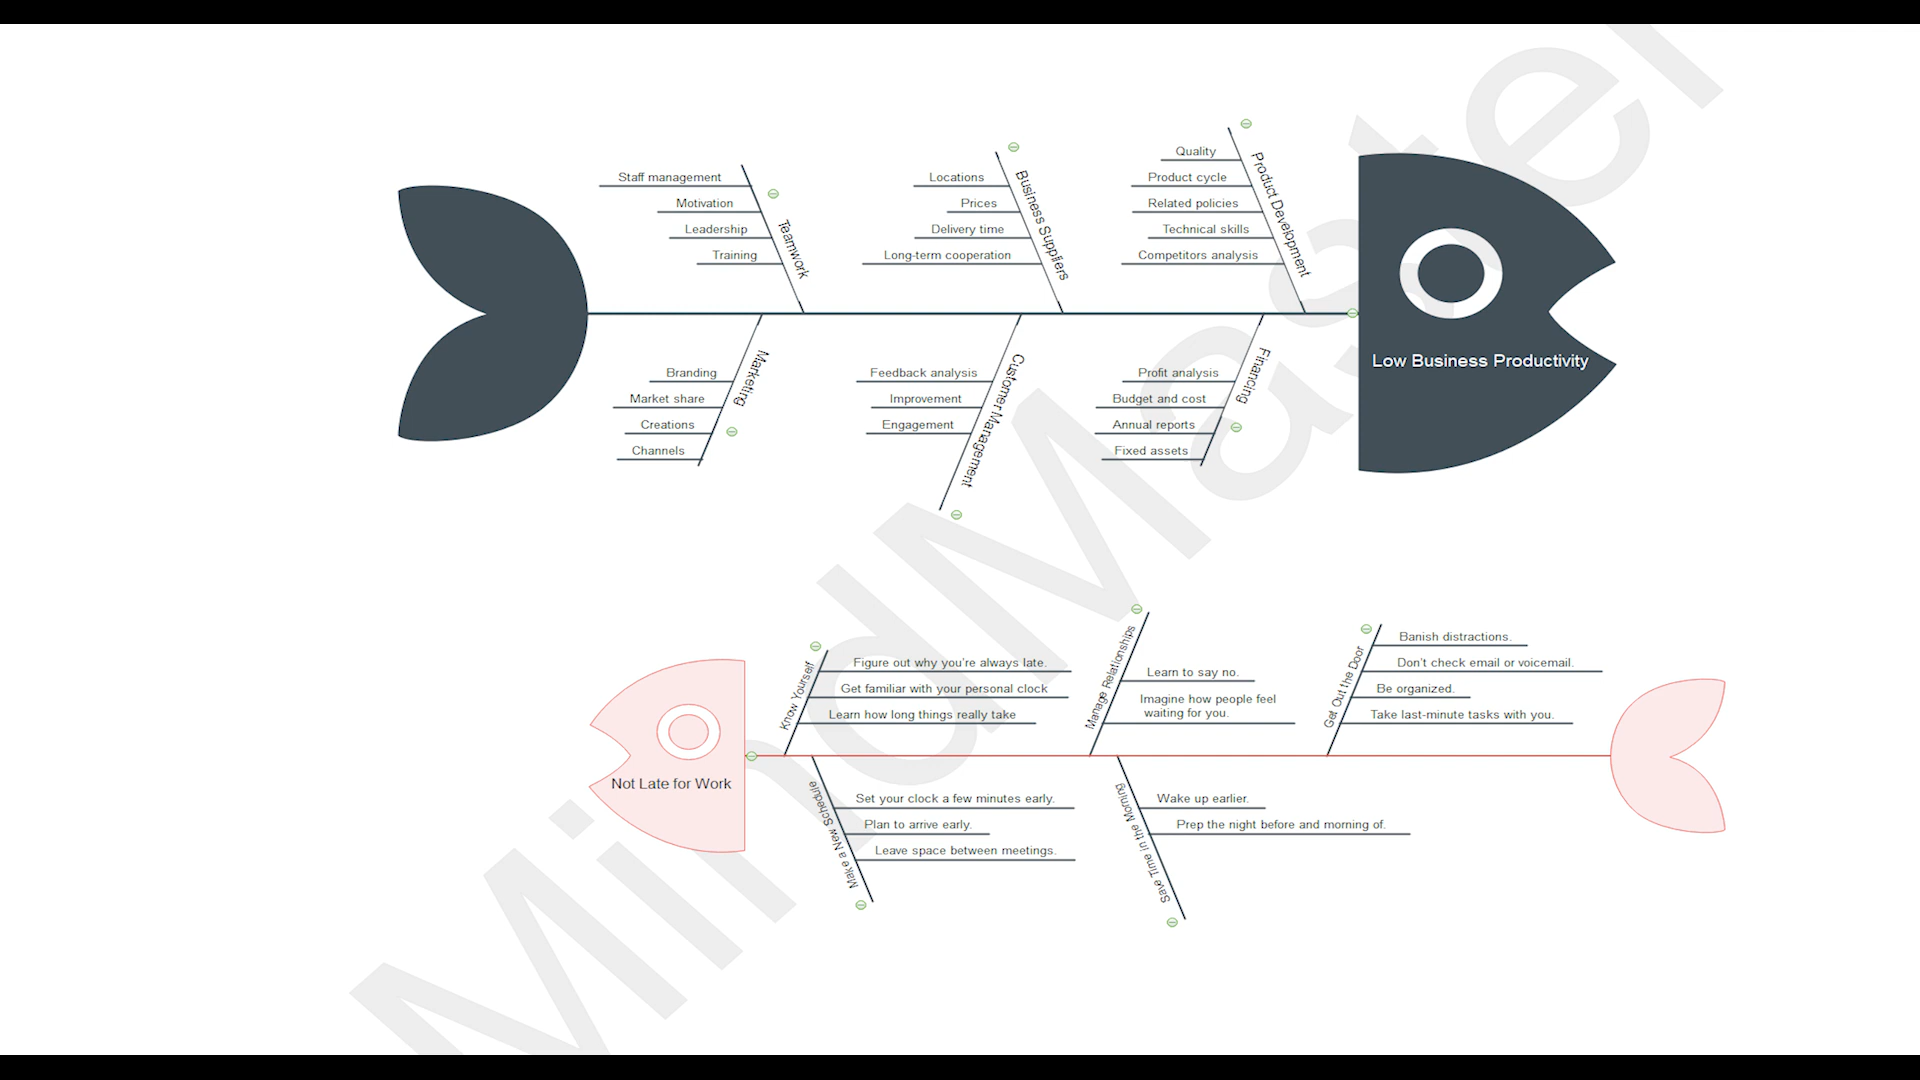 Staff management
Motivation
Leadership
Training
Teamwork
Locations
Prices
Delivery time
Long-term cooperation
Business Suppliers
Quality
Product cycle
Related policies
Technical skills
Competitors analysis
Product Development
Low Business Productivity
Branding
Market share
Creations
Channels
Marketing
Feedback analysis
Improvement
Engagement
Customer Management
Profit analysis
Budget and cost
Annual reports
Fixed assets
Financing
Not Late for Work
Know Yourself
Figure out why you're always late.
Get familiar with your personal clock
Learn how long things really take
Manage Relationships
Learn to say no.
Imagine how people feel
waiting for you.
Get Out the Door
Banish distractions.
Don't check email or voicemail.
Be organized.
Take last-minute tasks with you.
Make a New Schedule
Set your clock a few minutes early.
Plan to arrive early.
Leave space between meetings.
Save Time in the Morning
Wake up earlier.
Prep the night before and morning of.
MindMaster